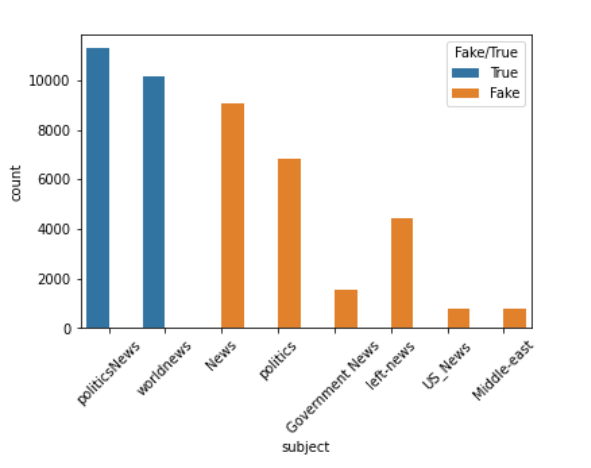 Fake/True
True
Fake
10000
8000
6000
4000
2000
0
count
politicsNews
worldnews
News
politics
Government News
left-news
US_News
Middle-east
subject